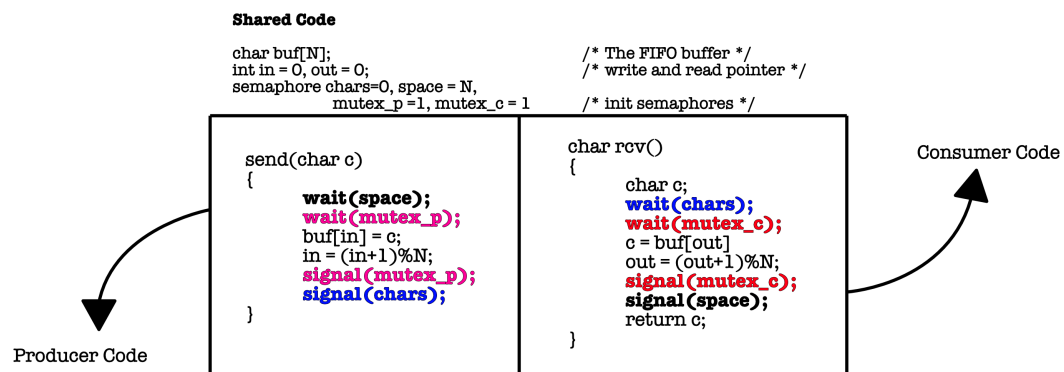 Shared Code
char buf[N]; /* The FIFO buffer */
int in = 0, out = 0; /* write and read pointer */
semaphore chars=0, space = N,
mutex_p =1, mutex_c = 1 /* init semaphores */
send(char c)
{
wait(space);
wait(mutex_p);
buf[in] = c;
in = (in+1)%N;
signal(mutex_p);
signal(chars);
}
char rcv()
{
char c;
wait(chars);
wait(mutex_c);
c = buf[out]
out = (out+1)%N;
signal(mutex_c);
signal(space);
return c;
}
Consumer Code
Producer Code